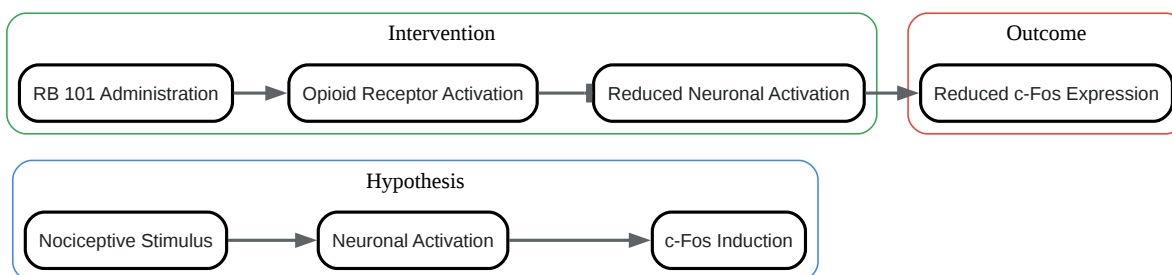 Intervention
Outcome
RB 101 Administration
Opioid Receptor Activation
Reduced Neuronal Activation
Reduced c-Fos Expression
Hypothesis
Nociceptive Stimulus
Neuronal Activation
c-Fos Induction